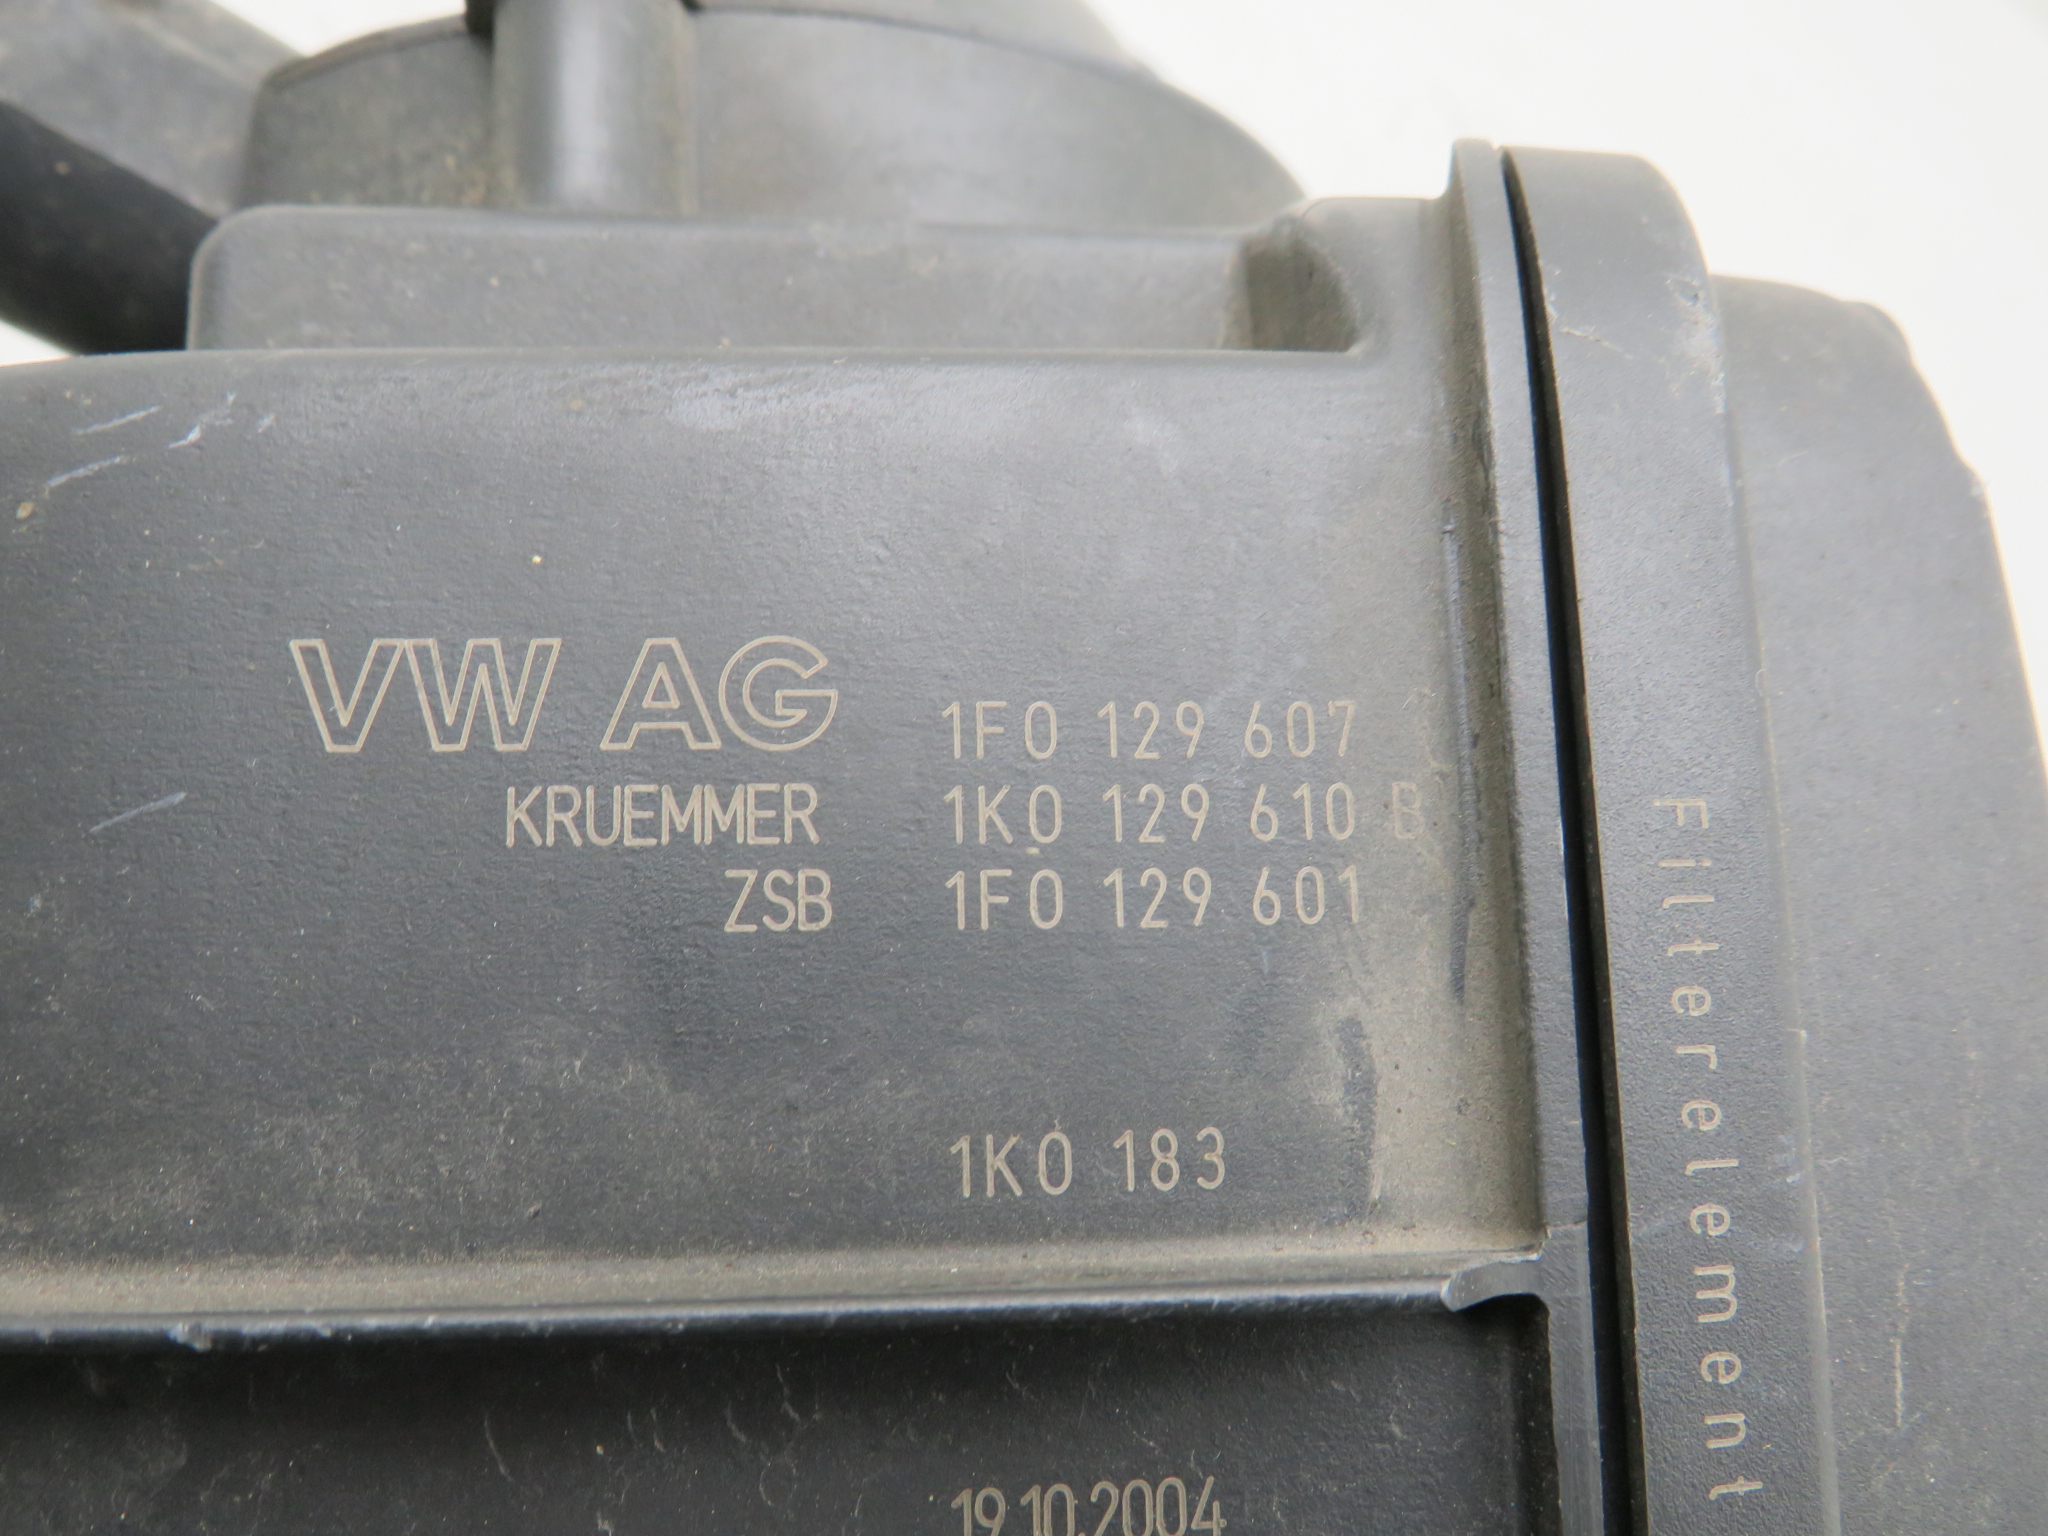 VW AG 1F0 129 607
KRUEMMER 1K0 129 610 B
ZSB 1F0 129 601
1K0 183
19.10.2004
Filterelement